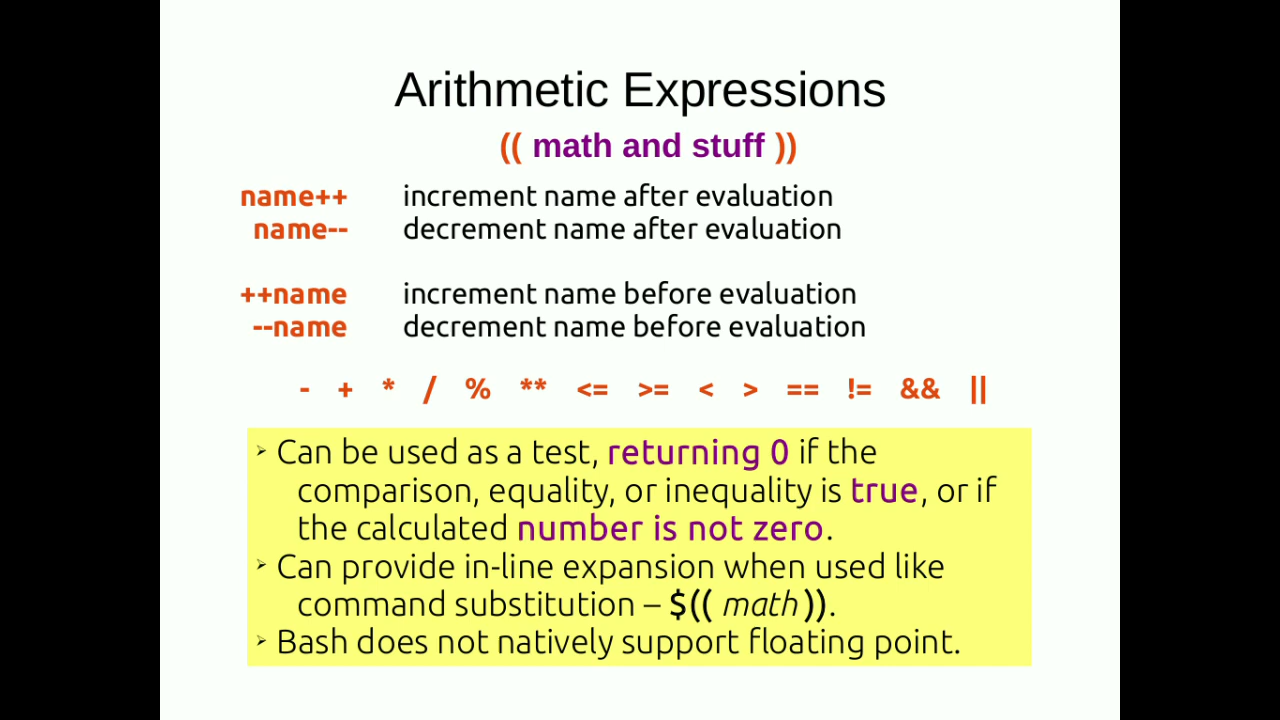 Arithmetic Expressions
(( math and stuff ))
name++ increment name after evaluation
name-- decrement name after evaluation
++name increment name before evaluation
--name decrement name before evaluation
- + * / % ** <= >= < > == != && ||
➢ Can be used as a test, returning 0 if the
comparison, equality, or inequality is true, or if
the calculated number is not zero.
➢ Can provide in-line expansion when used like
command substitution – $(( math)).
➢ Bash does not natively support floating point.